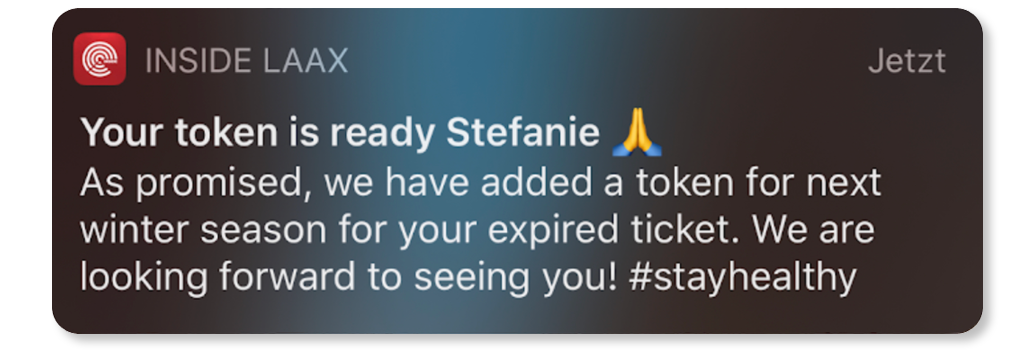 INSIDE LAAX
Jetzt
Your token is ready Stefanie 🙏
As promised, we have added a token for next
winter season for your expired ticket. We are
looking forward to seeing you! #stayhealthy